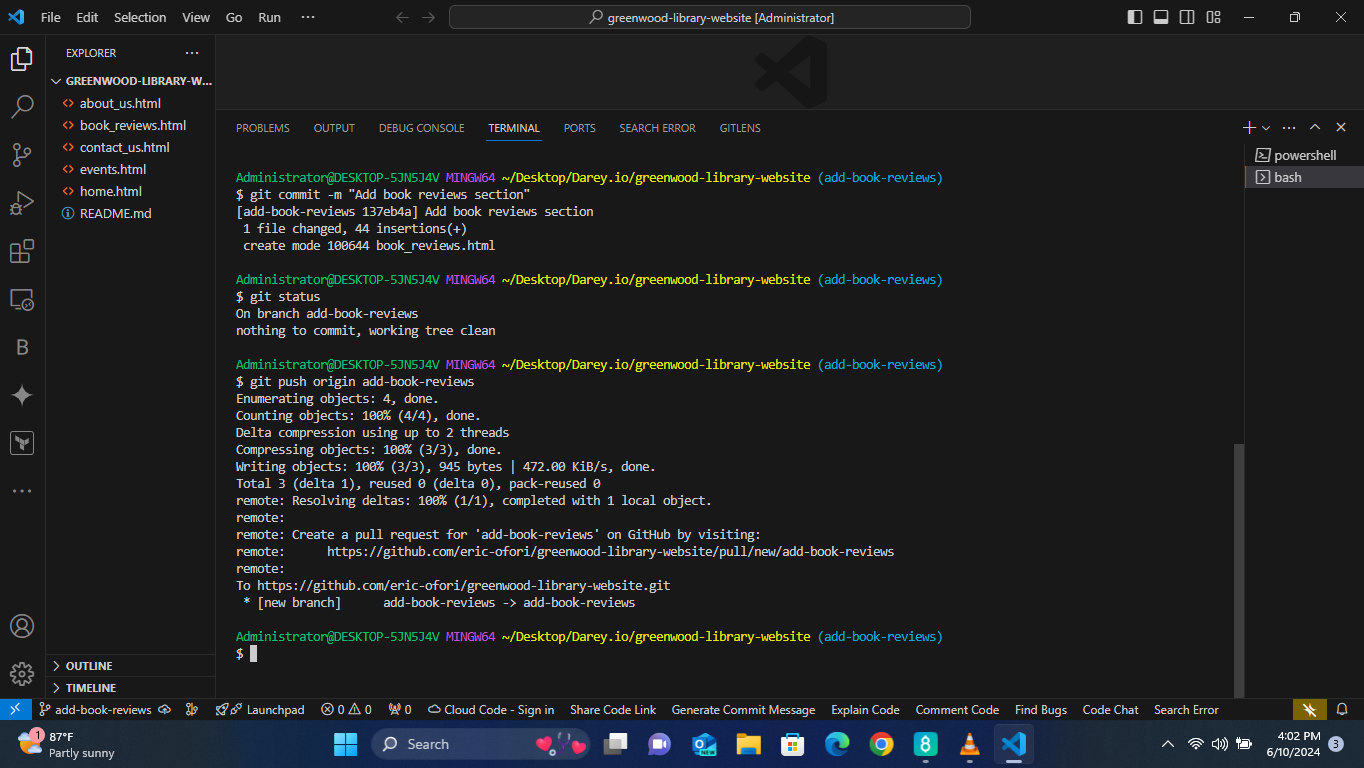 File Edit Selection View Go Run ···
greenwood-library-website [Administrator]
EXPLORER
GREENWOOD-LIBRARY-W...
about_us.html
book_reviews.html
contact_us.html
events.html
home.html
README.md
OUTLINE
TIMELINE
PROBLEMS OUTPUT DEBUG CONSOLE TERMINAL PORTS SEARCH ERROR GITLENS
powershell
bash
Administrator@DESKTOP-5JN5J4V MINGW64 ~/Desktop/Darey.io/greenwood-library-website (add-book-reviews)
$ git commit -m "Add book reviews section"
[add-book-reviews 137eb4a] Add book reviews section
1 file changed, 44 insertions(+)
create mode 100644 book_reviews.html
Administrator@DESKTOP-5JN5J4V MINGW64 ~/Desktop/Darey.io/greenwood-library-website (add-book-reviews)
$ git status
On branch add-book-reviews
nothing to commit, working tree clean
Administrator@DESKTOP-5JN5J4V MINGW64 ~/Desktop/Darey.io/greenwood-library-website (add-book-reviews)
$ git push origin add-book-reviews
Enumerating objects: 4, done.
Counting objects: 100% (4/4), done.
Delta compression using up to 2 threads
Compressing objects: 100% (3/3), done.
Writing objects: 100% (3/3), 945 bytes | 472.00 KiB/s, done.
Total 3 (delta 1), reused 0 (delta 0), pack-reused 0
remote: Resolving deltas: 100% (1/1), completed with 1 local object.
remote:
remote: Create a pull request for 'add-book-reviews' on GitHub by visiting:
remote:      https://github.com/eric-ofori/greenwood-library-website/pull/new/add-book-reviews
remote:
To https://github.com/eric-ofori/greenwood-library-website.git
* [new branch]      add-book-reviews -> add-book-reviews
Administrator@DESKTOP-5JN5J4V MINGW64 ~/Desktop/Darey.io/greenwood-library-website (add-book-reviews)
$
B
add-book-reviews Launchpad 0 0 0 Cloud Code - Sign in Share Code Link Generate Commit Message Explain Code Comment Code Find Bugs Code Chat Search Error
1
87°F
Partly sunny
Search
NEW
8
4:02 PM
6/10/2024
3